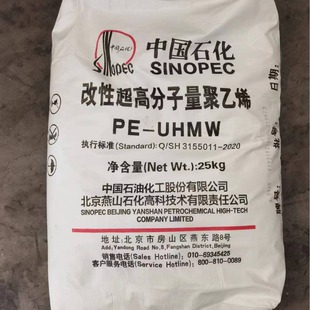 SINOPEC
中国石化
SINOPEC
改性超高分子量聚乙烯
PE-UHMW
执行标准(Standard): Q/SH 3155011-2020
净含量(Net Wt.): 25kg
中国石油化工股份有限公司
北京燕山石化高科技术有限责任公司
SINOPEC BEIJING YANSHAN PETROCHEMICAL HIGH-TECH
COMPANY LIMITED
地址: 北京市房山区燕东路8号
Add,Yandong Road No.8,Fangshan District,Beijing
销售电话(Sales Hotline): 010-69345425
客户服务电话(Service Hotline): 800-810-0089
日期: